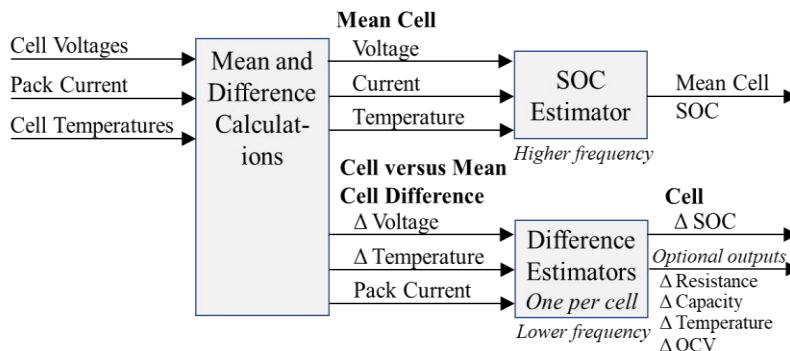 Cell Voltages
Pack Current
Cell Temperatures
Mean and
Difference
Calculat-
ions
Mean Cell
Voltage
Current
Temperature
SOC
Estimator
Higher frequency
Mean Cell
SOC
Cell versus Mean
Cell Difference
Δ Voltage
Δ Temperature
Pack Current
Difference
Estimators
One per cell
Lower frequency
Cell
Δ SOC
Optional outputs
Δ Resistance
Δ Capacity
Δ Temperature
Δ OCV